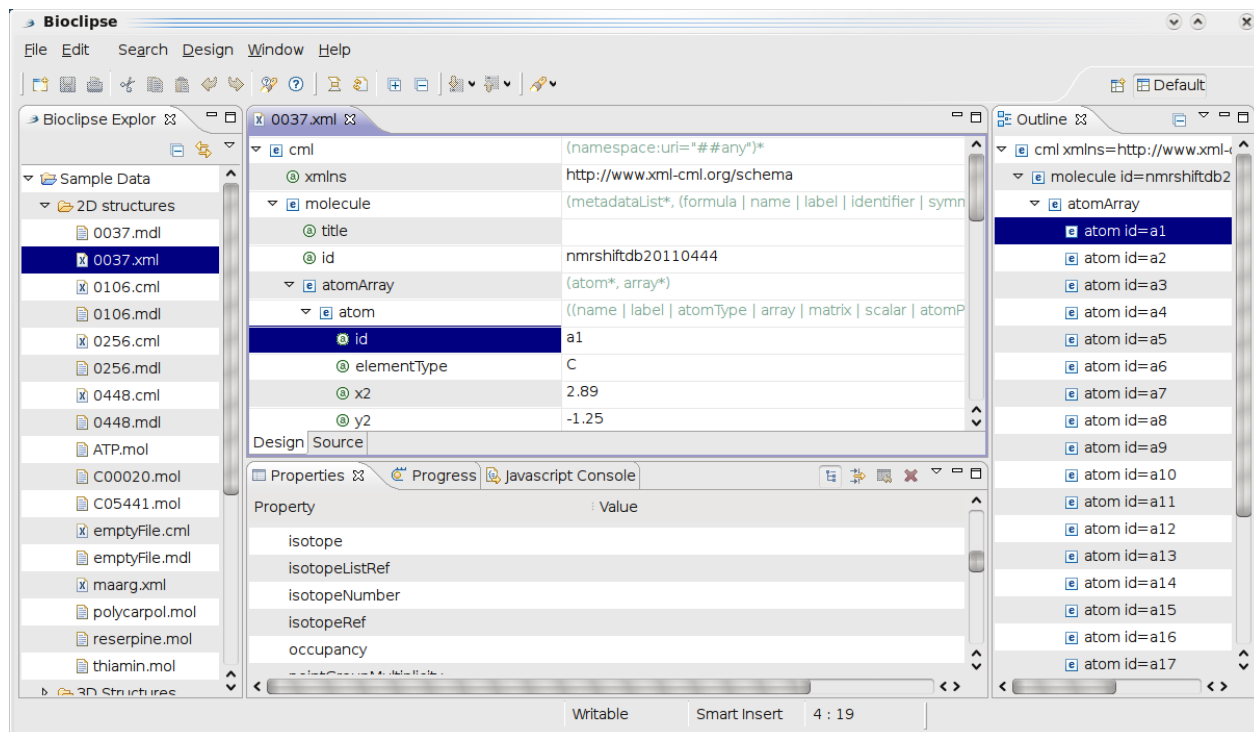 Bioclipse
File Edit Search Design Window Help
Default
Bioclipse Explor
Sample Data
2D structures
0037.mdl
0037.xml
0106.cml
0106.mdl
0256.cml
0256.mdl
0448.cml
0448.mdl
ATP.mol
C00020.mol
C05441.mol
emptyFile.cml
emptyFile.mdl
maarg.xml
polycarpol.mol
reserpine.mol
thiamin.mol
3D Structures
0037.xml
cml (namespace:uri="##any")*
xmlns http://www.xml-cml.org/schema
molecule (metadataList*, (formula | name | label | identifier | symm
title
id nmrshiftdb20110444
atomArray (atom*, array*)
atom ((name | label | atomType | array | matrix | scalar | atomP
id a1
elementType C
x2 2.89
y2 -1.25
Design Source
Properties Progress Javascript Console
Property Value
isotope
isotopeListRef
isotopeNumber
isotopeRef
occupancy
pointGroupMultiplicity
Outline
cml xmlns=http://www.xml-c
molecule id=nmrshiftdb2
atomArray
atom id=a1
atom id=a2
atom id=a3
atom id=a4
atom id=a5
atom id=a6
atom id=a7
atom id=a8
atom id=a9
atom id=a10
atom id=a11
atom id=a12
atom id=a13
atom id=a14
atom id=a15
atom id=a16
atom id=a17
Writable Smart Insert 4 : 19